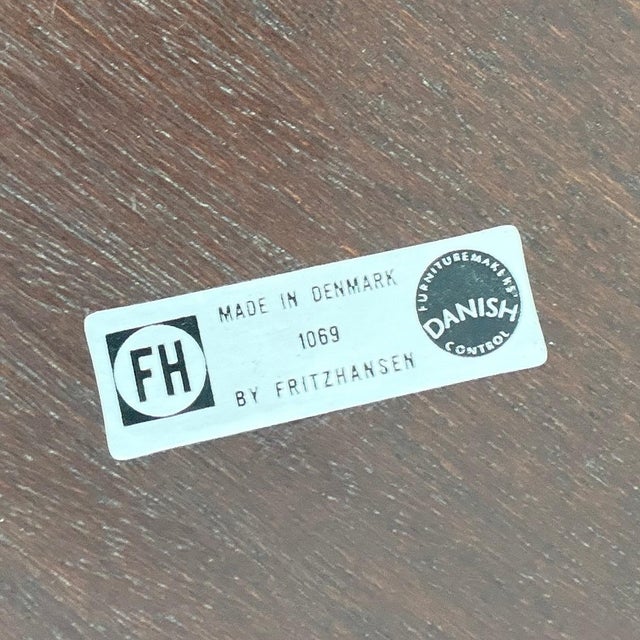 FH
MADE IN DENMARK
1069
BY FRITZHANSEN
FURNITUREMAKERS
DANISH
CONTROL